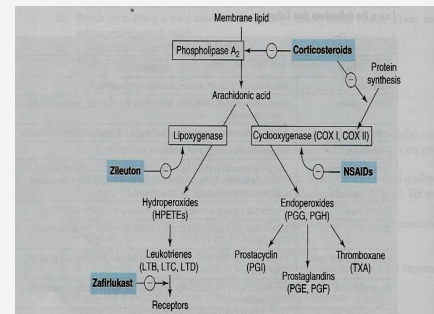 Membrane lipid
Phospholipase A2
Corticosteroids
Protein
synthesis
Arachidonic acid
Lipoxygenase
Cyclooxygenase (COX I, COX II)
Zileuton
NSAIDs
Hydroperoxides
(HPETEs)
Endoperoxides
(PGG, PGH)
Leukotrienes
(LTB, LTC, LTD)
Prostacyclin
(PGI)
Thromboxane
(TXA)
Prostaglandins
(PGE, PGF)
Zafirlukast
Receptors